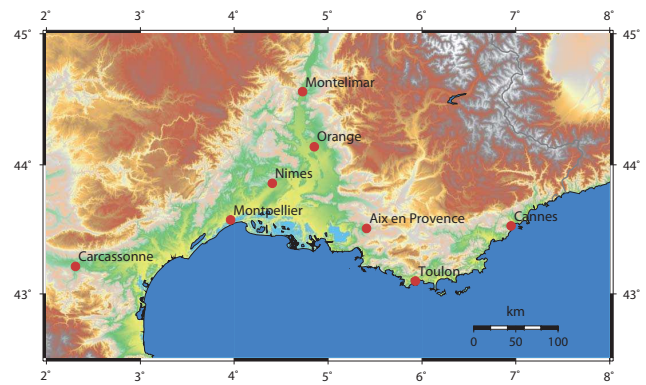 2° 3° 4° 5° 6° 7° 8°
45° 45°
Montelimar
Orange
44° 44°
Nimes
Montpellier
Aix en Provence
Cannes
Carcassonne
Toulon
43° 43°
km
0 50 100
2° 3° 4° 5° 6° 7° 8°